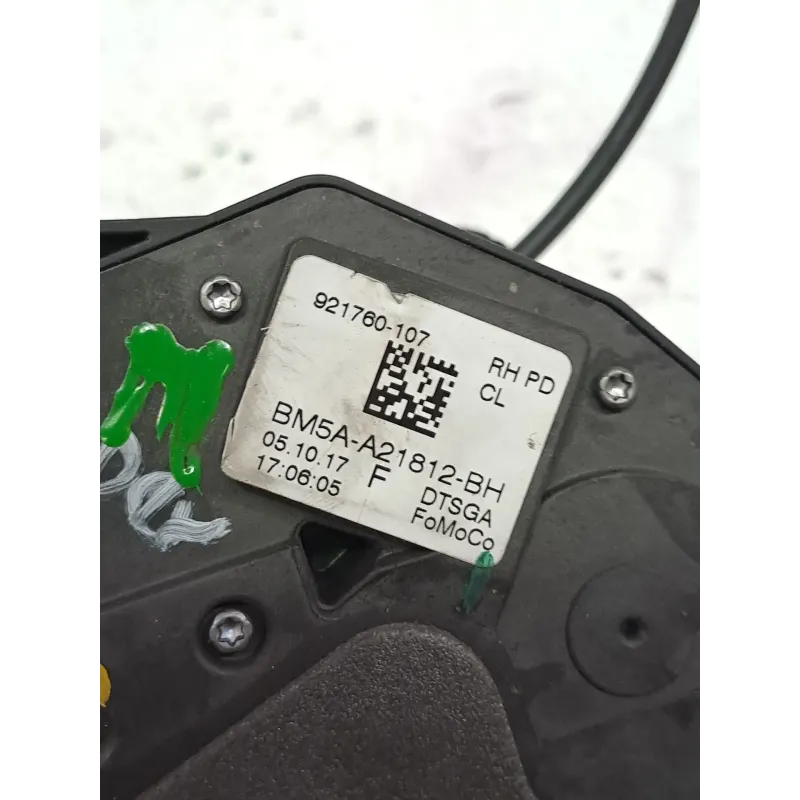 921760-107
RH PD
CL
BM5A-A21812-BH
05.10.17 F DTSGA
17:06:05 FoMoCo